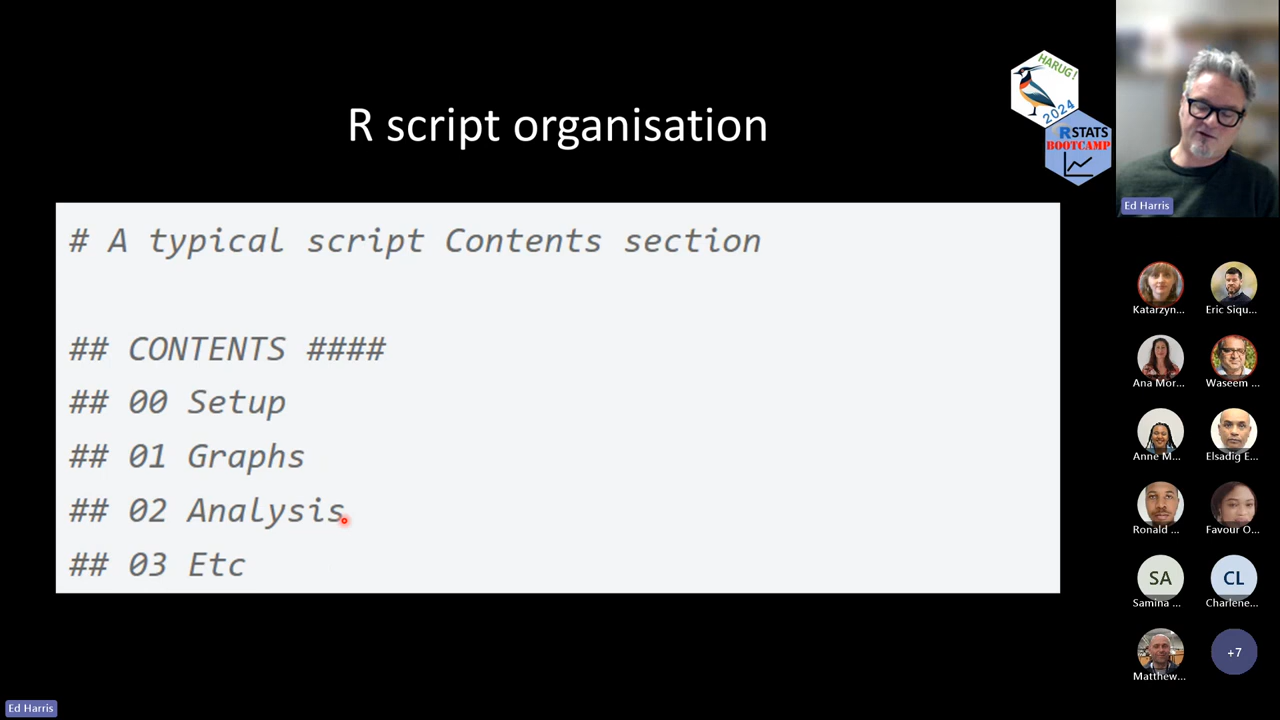 R script organisation
HARUG!
2024
RSTATS
BOOTCAMP
Ed Harris
# A typical script Contents section
## CONTENTS ####
## 00 Setup
## 01 Graphs
## 02 Analysis
## 03 Etc
Katarzyn...
Eric Siqu...
Ana Mor...
Waseem ...
Anne M...
Elsadig E...
Ronald ...
Favour O...
SA
CL
Samina ...
Charlene...
+7
Matthew...
Ed Harris